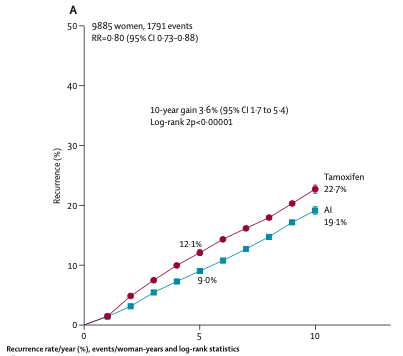 A
9885 women, 1791 events
RR=0·80 (95% CI 0·73–0·88)
10-year gain 3·6% (95% CI 1·7 to 5·4)
Log-rank 2p<0·00001
50
40
30
20
10
0
Recurrence (%)
Tamoxifen
22·7%
AI
19·1%
12·1%
9·0%
0
5
10
Recurrence rate/year (%), events/woman-years and log-rank statistics